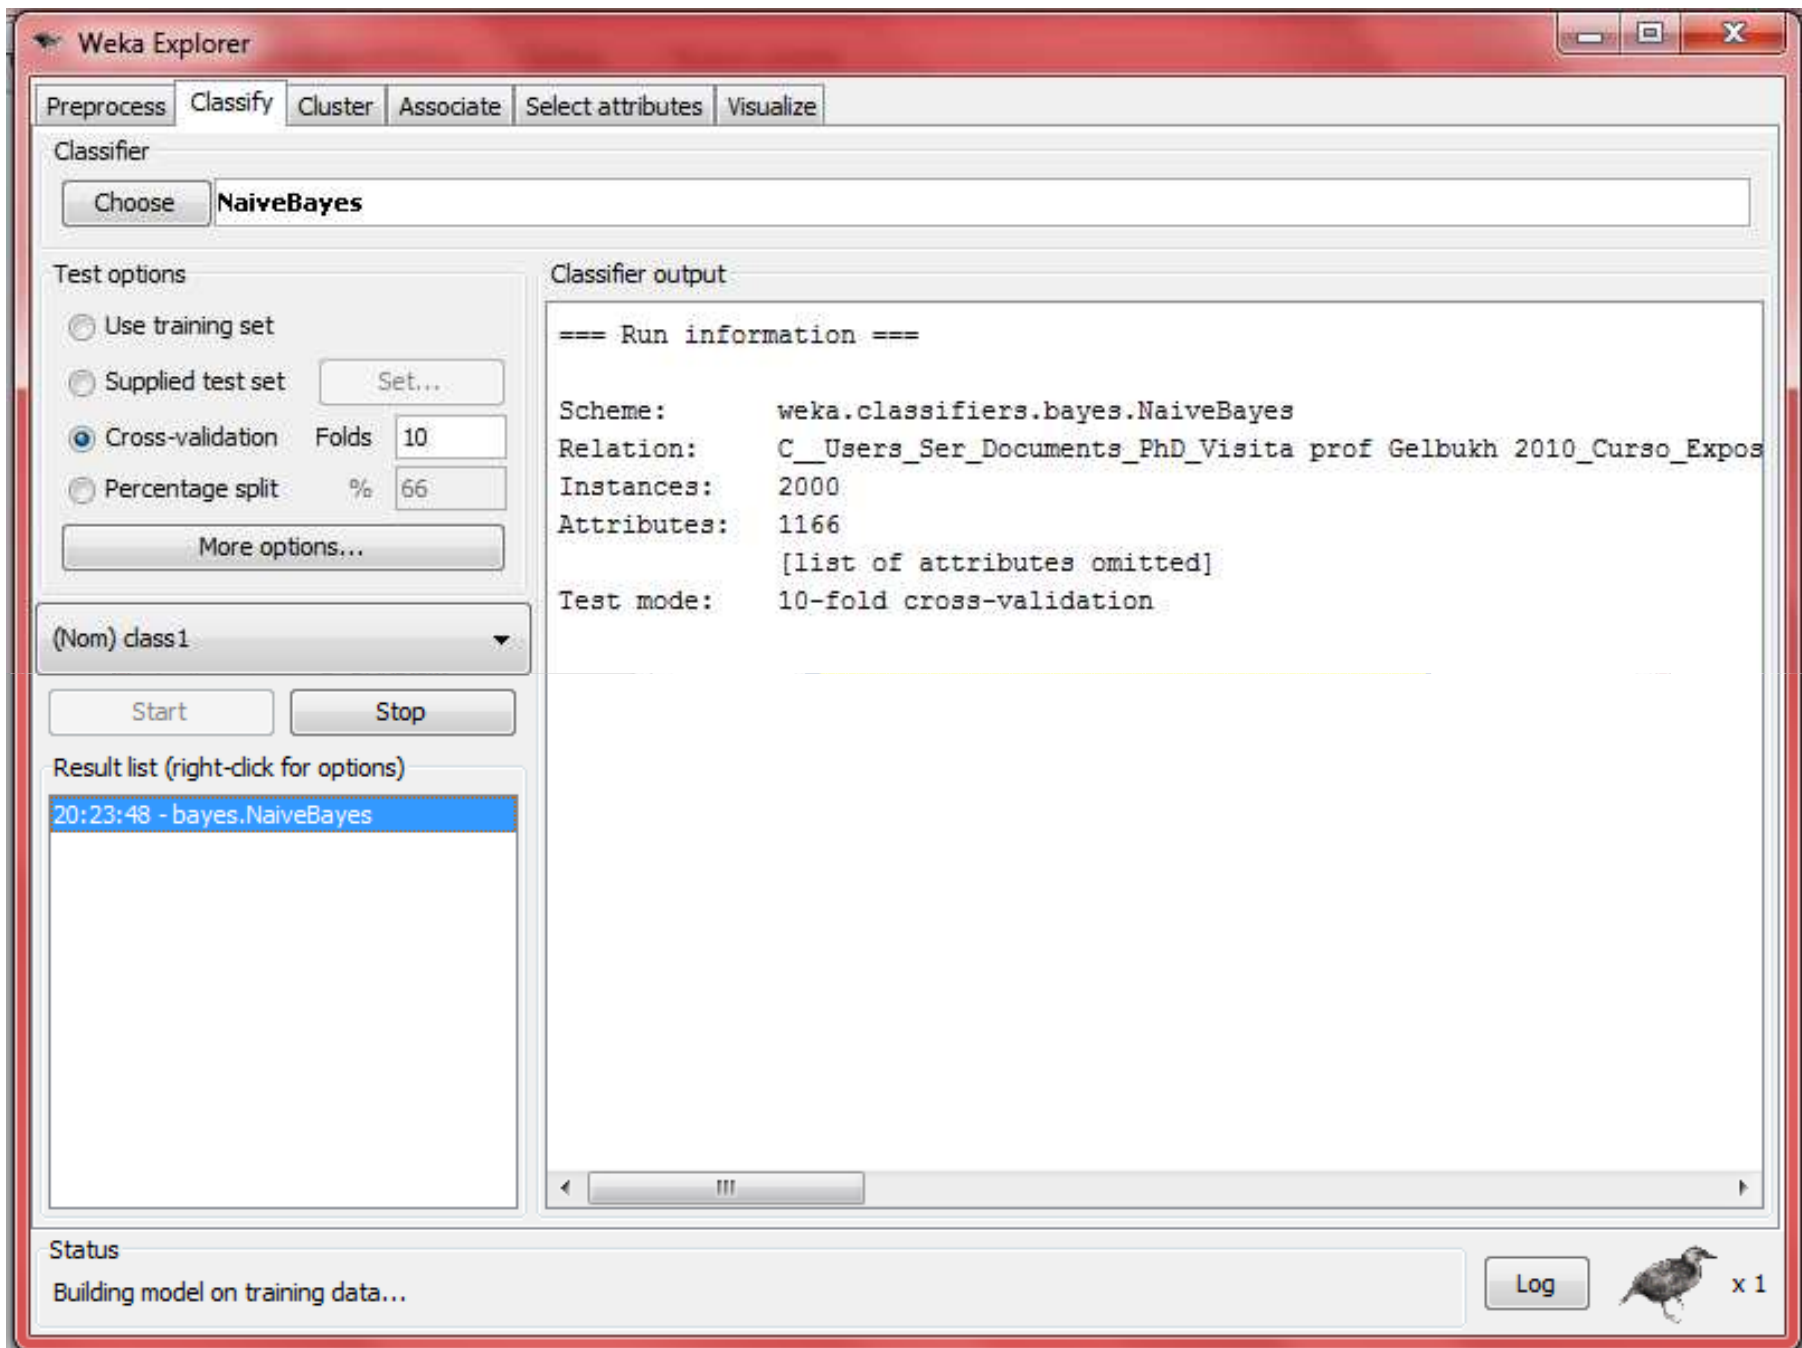 Weka Explorer
Preprocess Classify Cluster Associate Select attributes Visualize
Classifier
Choose NaiveBayes
Test options
Use training set
Supplied test set Set...
Cross-validation Folds 10
Percentage split % 66
More options...
(Nom) class1
Start Stop
Result list (right-click for options)
20:23:48 - bayes.NaiveBayes
Classifier output
=== Run information ===
Scheme: weka.classifiers.bayes.NaiveBayes
Relation: C__Users_Ser_Documents_PhD_Visita prof Gelbukh 2010_Curso_Expos
Instances: 2000
Attributes: 1166
[list of attributes omitted]
Test mode: 10-fold cross-validation
Status
Building model on training data...
Log x 1